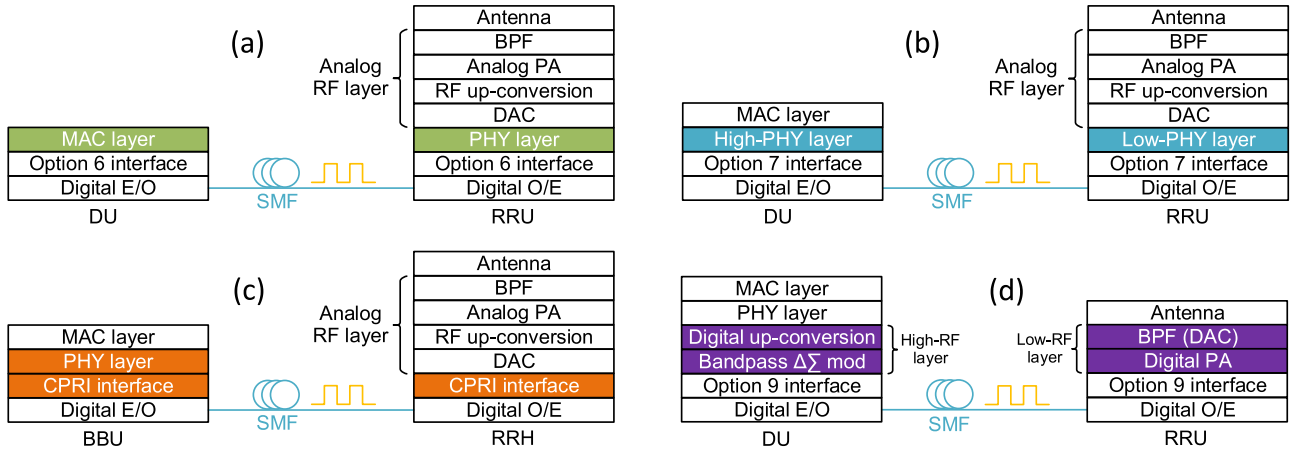 (a)
MAC layer
Option 6 interface
Digital E/O
DU
SMF
Analog
RF layer
Antenna
BPF
Analog PA
RF up-conversion
DAC
PHY layer
Option 6 interface
Digital O/E
RRU
(b)
MAC layer
High-PHY layer
Option 7 interface
Digital E/O
DU
SMF
Analog
RF layer
Antenna
BPF
Analog PA
RF up-conversion
DAC
Low-PHY layer
Option 7 interface
Digital O/E
RRU
(c)
MAC layer
PHY layer
CPRI interface
Digital E/O
BBU
SMF
Analog
RF layer
Antenna
BPF
Analog PA
RF up-conversion
DAC
CPRI interface
Digital O/E
RRH
(d)
MAC layer
PHY layer
Digital up-conversion
Bandpass ΔΣ mod
Option 9 interface
Digital E/O
DU
High-RF
layer
SMF
Low-RF
layer
Antenna
BPF (DAC)
Digital PA
Option 9 interface
Digital O/E
RRU